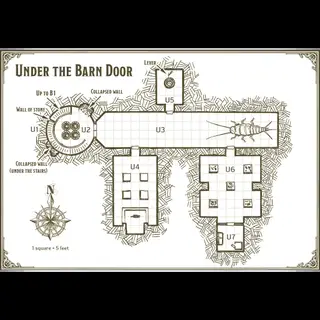 UNDER THE BARN DOOR
LEVER
COLLAPSED WALL
UP TO B1
WALL OF STONE
U5
U1
U2
U3
COLLAPSED WALL
(UNDER THE STAIRS)
U4
U6
N
U7
1 square = 5 feet